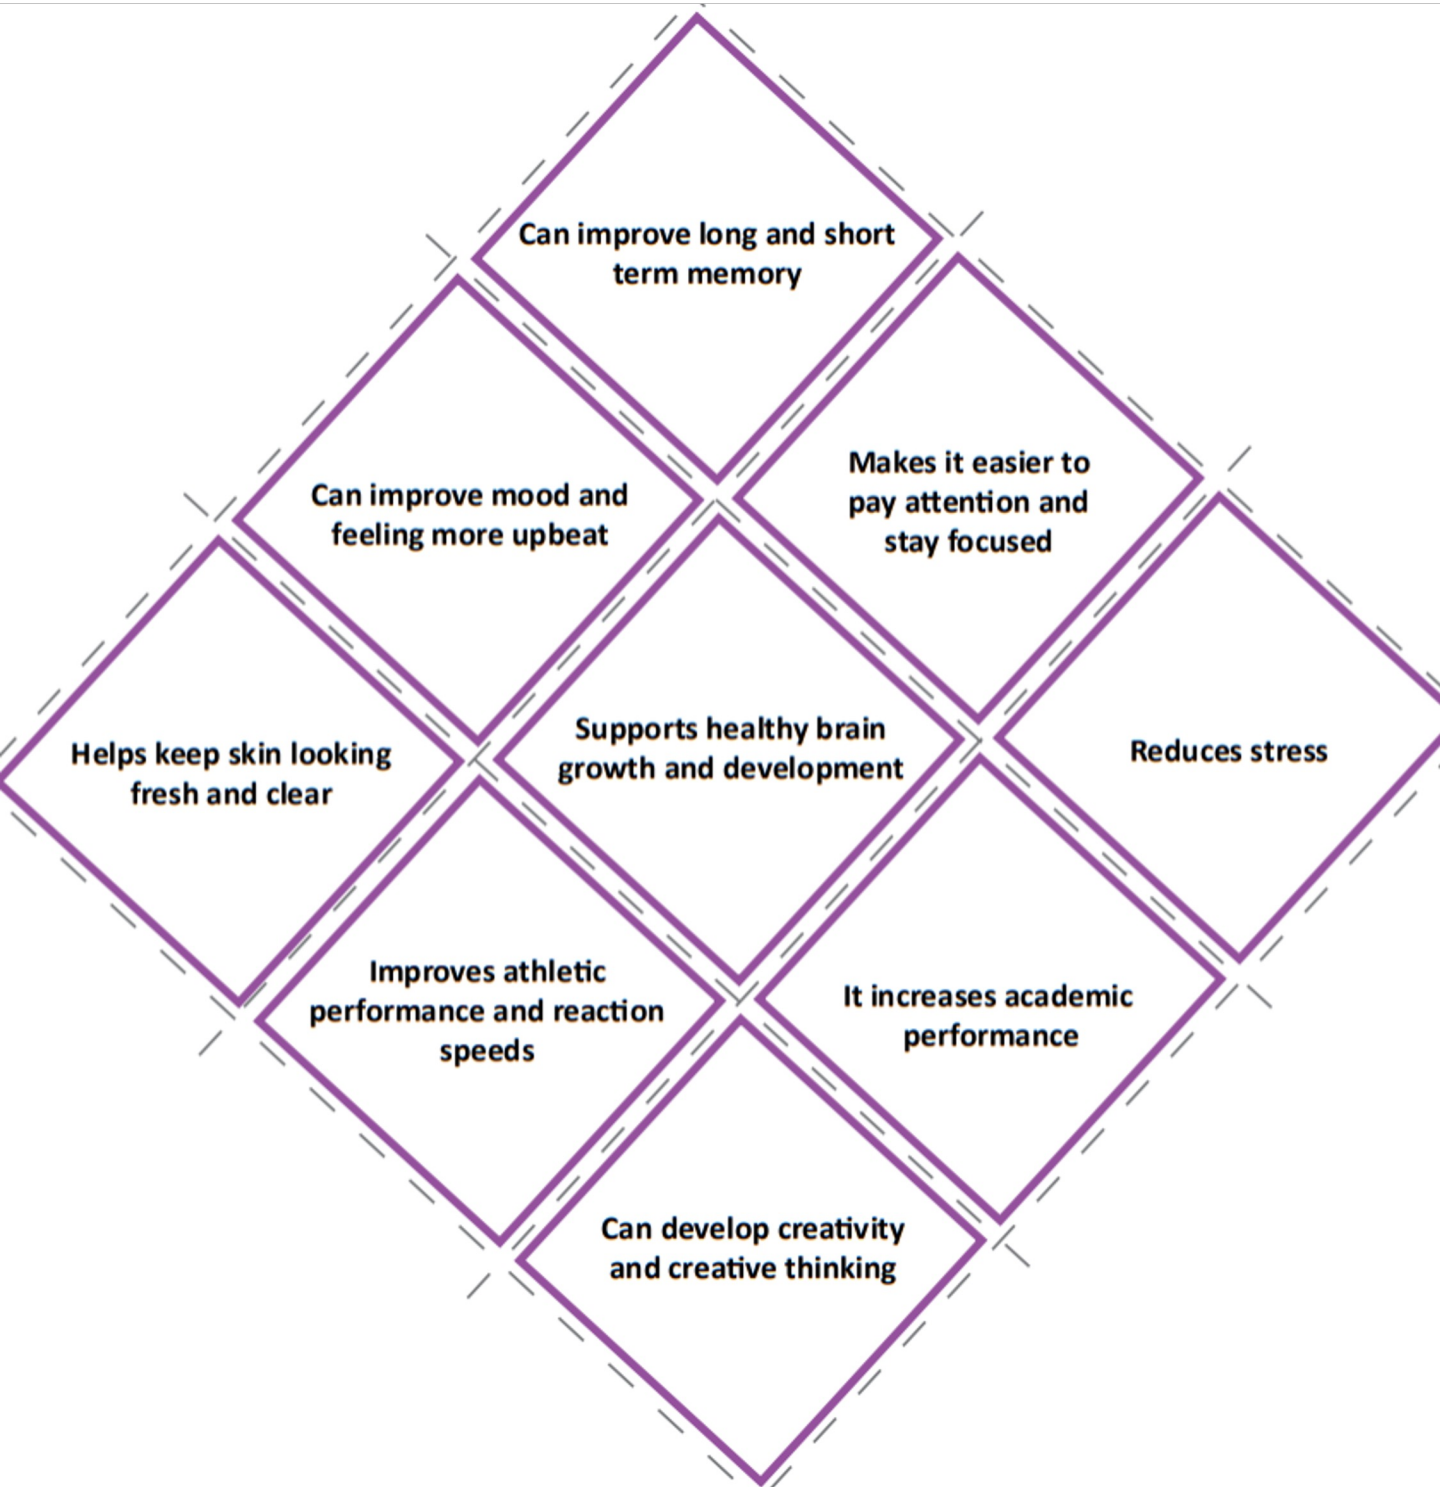 Can improve long and short
term memory
Makes it easier to
pay attention and
stay focused
Can improve mood and
feeling more upbeat
Supports healthy brain
growth and development
Reduces stress
Helps keep skin looking
fresh and clear
Improves athletic
performance and reaction
speeds
It increases academic
performance
Can develop creativity
and creative thinking